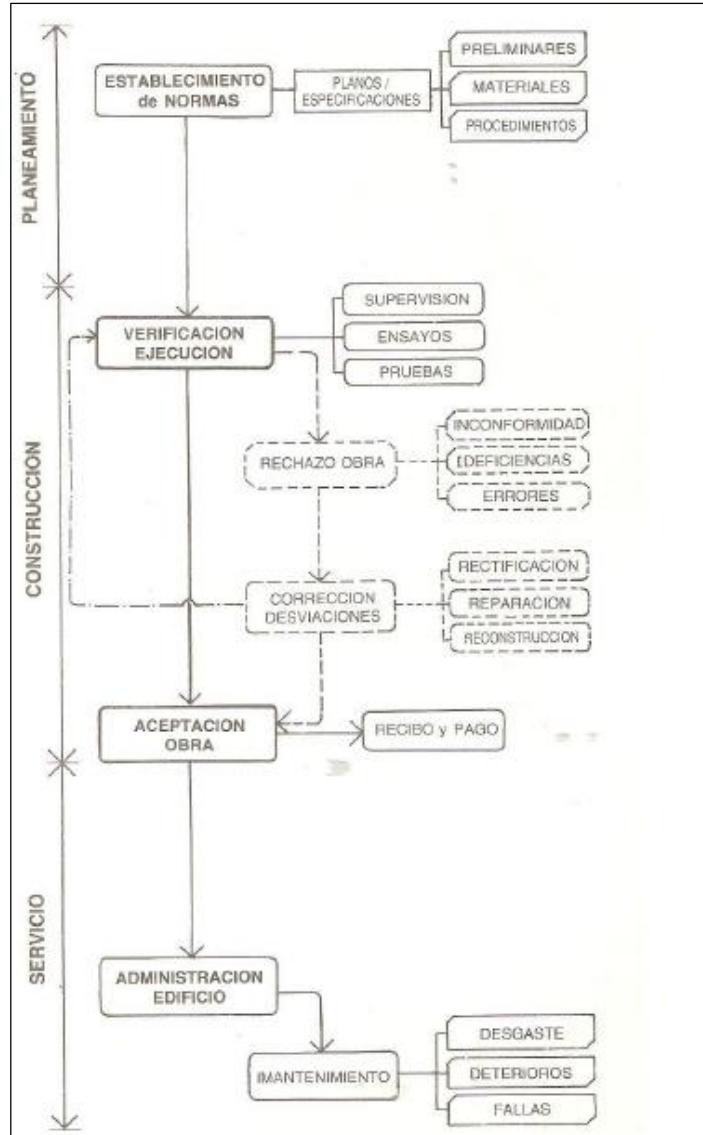 PLANEAMIENTO
ESTABLECIMIENTO
de NORMAS
PLANOS /
ESPECIFICACIONES
PRELIMINARES
MATERIALES
PROCEDIMIENTOS
CONSTRUCCION
VERIFICACION
EJECUCION
SUPERVISION
ENSAYOS
PRUEBAS
RECHAZO OBRA
INCONFORMIDAD
DEFICIENCIAS
ERRORES
CORRECCION
DESVIACIONES
RECTIFICACION
REPARACION
RECONSTRUCCION
ACEPTACION
OBRA
RECIBO y PAGO
SERVICIO
ADMINISTRACION
EDIFICIO
MANTENIMIENTO
DESGASTE
DETERIOROS
FALLAS